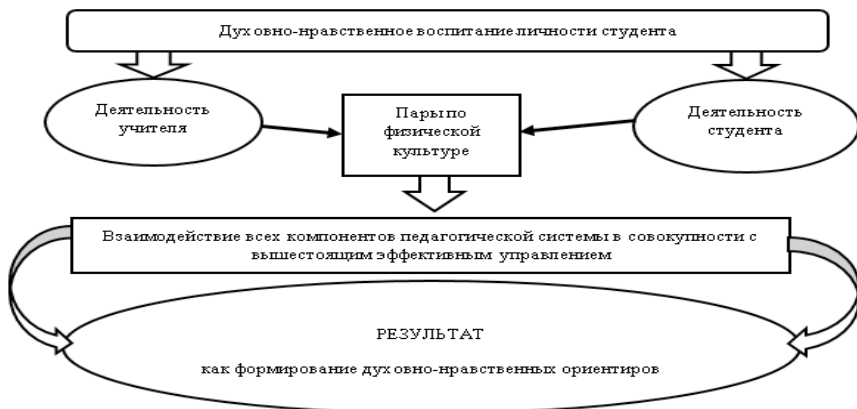 Духовно-нравственное воспитание личности студента
Деятельность
учителя
Пары по
физической
культуре
Деятельность
студента
Взаимодействие всех компонентов педагогической системы в совокупности с
вышестоящим эффективным управлением
РЕЗУЛЬТАТ
как формирование духовно-нравственных ориентиров